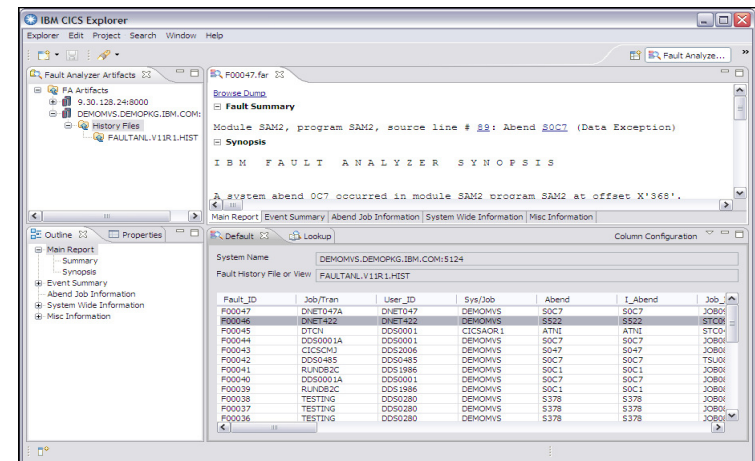 IBM CICS Explorer
Explorer Edit Project Search Window Help
Fault Analyze...
Fault Analyzer Artifacts
FA Artifacts
9.30.128.24:8000
DEMOMVS.DEMOPKG.IBM.COM:
History Files
FAULTANL.V11R1.HIST
F00047.far
Browse Dump
Fault Summary
Module SAM2, program SAM2, source line # 89: Abend S0C7 (Data Exception)
Synopsis
I B M F A U L T A N A L Y Z E R S Y N O P S I S
A system abend 0C7 occurred in module SAM2 program SAM2 at offset X'368'.
Main Report Event Summary Abend Job Information System Wide Information Misc Information
Outline Properties
Main Report
Summary
Synopsis
Event Summary
Abend Job Information
System Wide Information
Misc Information
Default Lookup Column Configuration
System Name DEMOMVS.DEMOPKG.IBM.COM:5124
Fault History File or View FAULTANL.V11R1.HIST
Fault_ID Job/Tran User_ID Sys/Job Abend I_Abend
F00047 DNET047A DNET047 DEMOMVS S0C7 S0C7
F00046 DNET422 DNET422 DEMOMVS S522 S522
F00045 DTCN DDS0001 CICSAOR1 ATNI ATNI
F00044 DDS0001A DDS0001 DEMOMVS S0C7 S0C7
F00043 CICSCMJ DDS2006 DEMOMVS S047 S047
F00042 DDS0485 DDS0485 DEMOMVS S0C7 S0C7
F00041 RUNDB2C DDS1986 DEMOMVS S0C1 S0C1
F00040 DDS0001A DDS0001 DEMOMVS S0C7 S0C7
F00039 RUNDB2C DDS1986 DEMOMVS S0C1 S0C1
F00038 TESTING DDS0280 DEMOMVS S378 S378
F00037 TESTING DDS0280 DEMOMVS S378 S378
F00036 TESTING DDS0280 DEMOMVS S378 S378